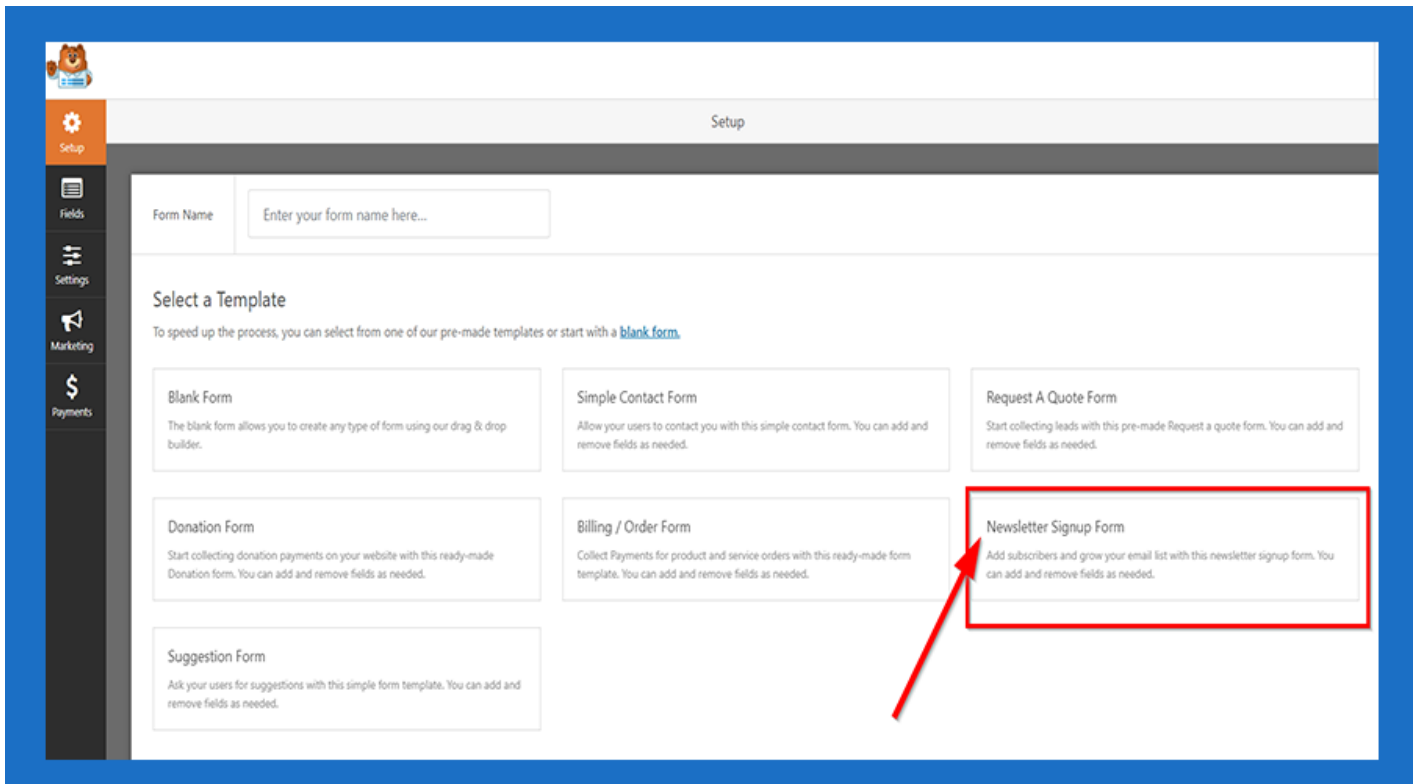 Setup
Setup
Fields
Settings
Marketing
Payments
Form Name
Enter your form name here...
Select a Template
To speed up the process, you can select from one of our pre-made templates or start with a blank form.
Blank Form
The blank form allows you to create any type of form using our drag & drop
builder.
Simple Contact Form
Allow your users to contact you with this simple contact form. You can add and
remove fields as needed.
Request A Quote Form
Start collecting leads with this pre-made Request a quote form. You can add and
remove fields as needed.
Donation Form
Start collecting donation payments on your website with this ready-made
Donation form. You can add and remove fields as needed.
Billing / Order Form
Collect Payments for product and service orders with this ready-made form
template. You can add and remove fields as needed.
Newsletter Signup Form
Add subscribers and grow your email list with this newsletter signup form. You
can add and remove fields as needed.
Suggestion Form
Ask your users for suggestions with this simple form template. You can add and
remove fields as needed.